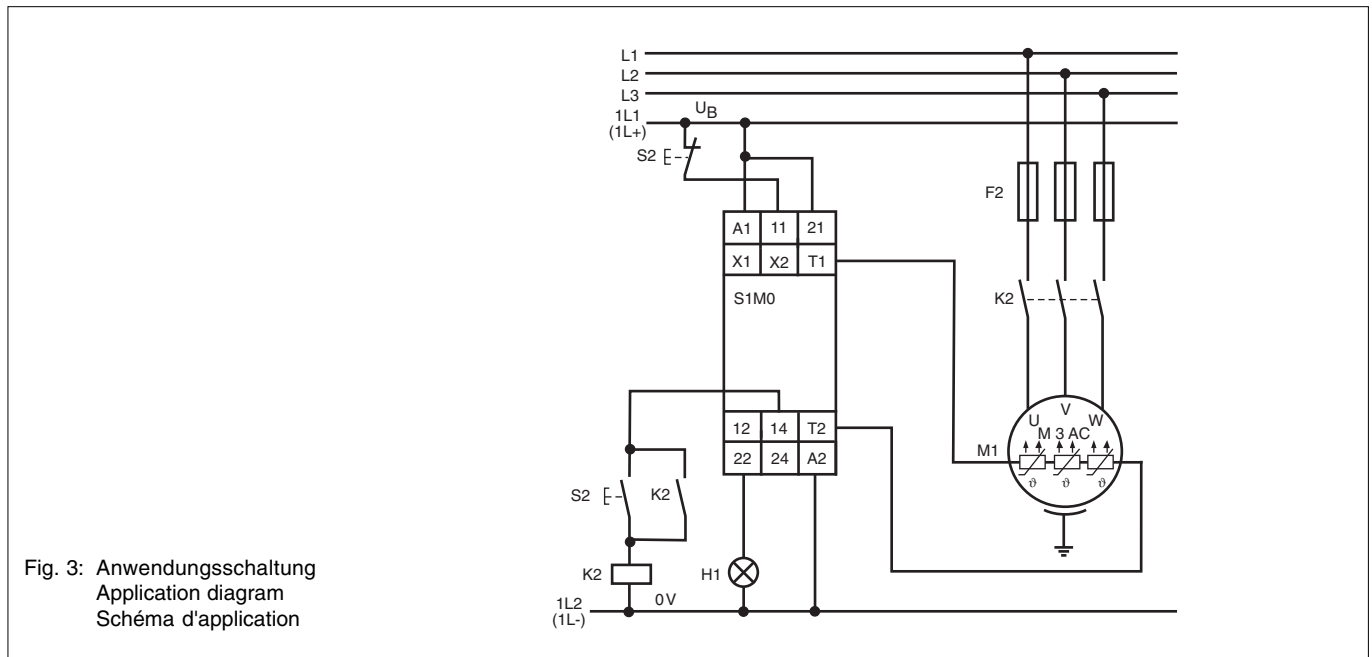 L1
L2
L3
1L1
(1L+)
U_B
S2
F2
A1 11 21
X1 X2 T1
S1M0
K2
12 14 T2
22 24 A2
U V W
M 3 AC
M1
ϑ ϑ ϑ
S2 K2
K2 H1
1L2
(1L-)
0 V
Fig. 3: Anwendungsschaltung
Application diagram
Schéma d'application